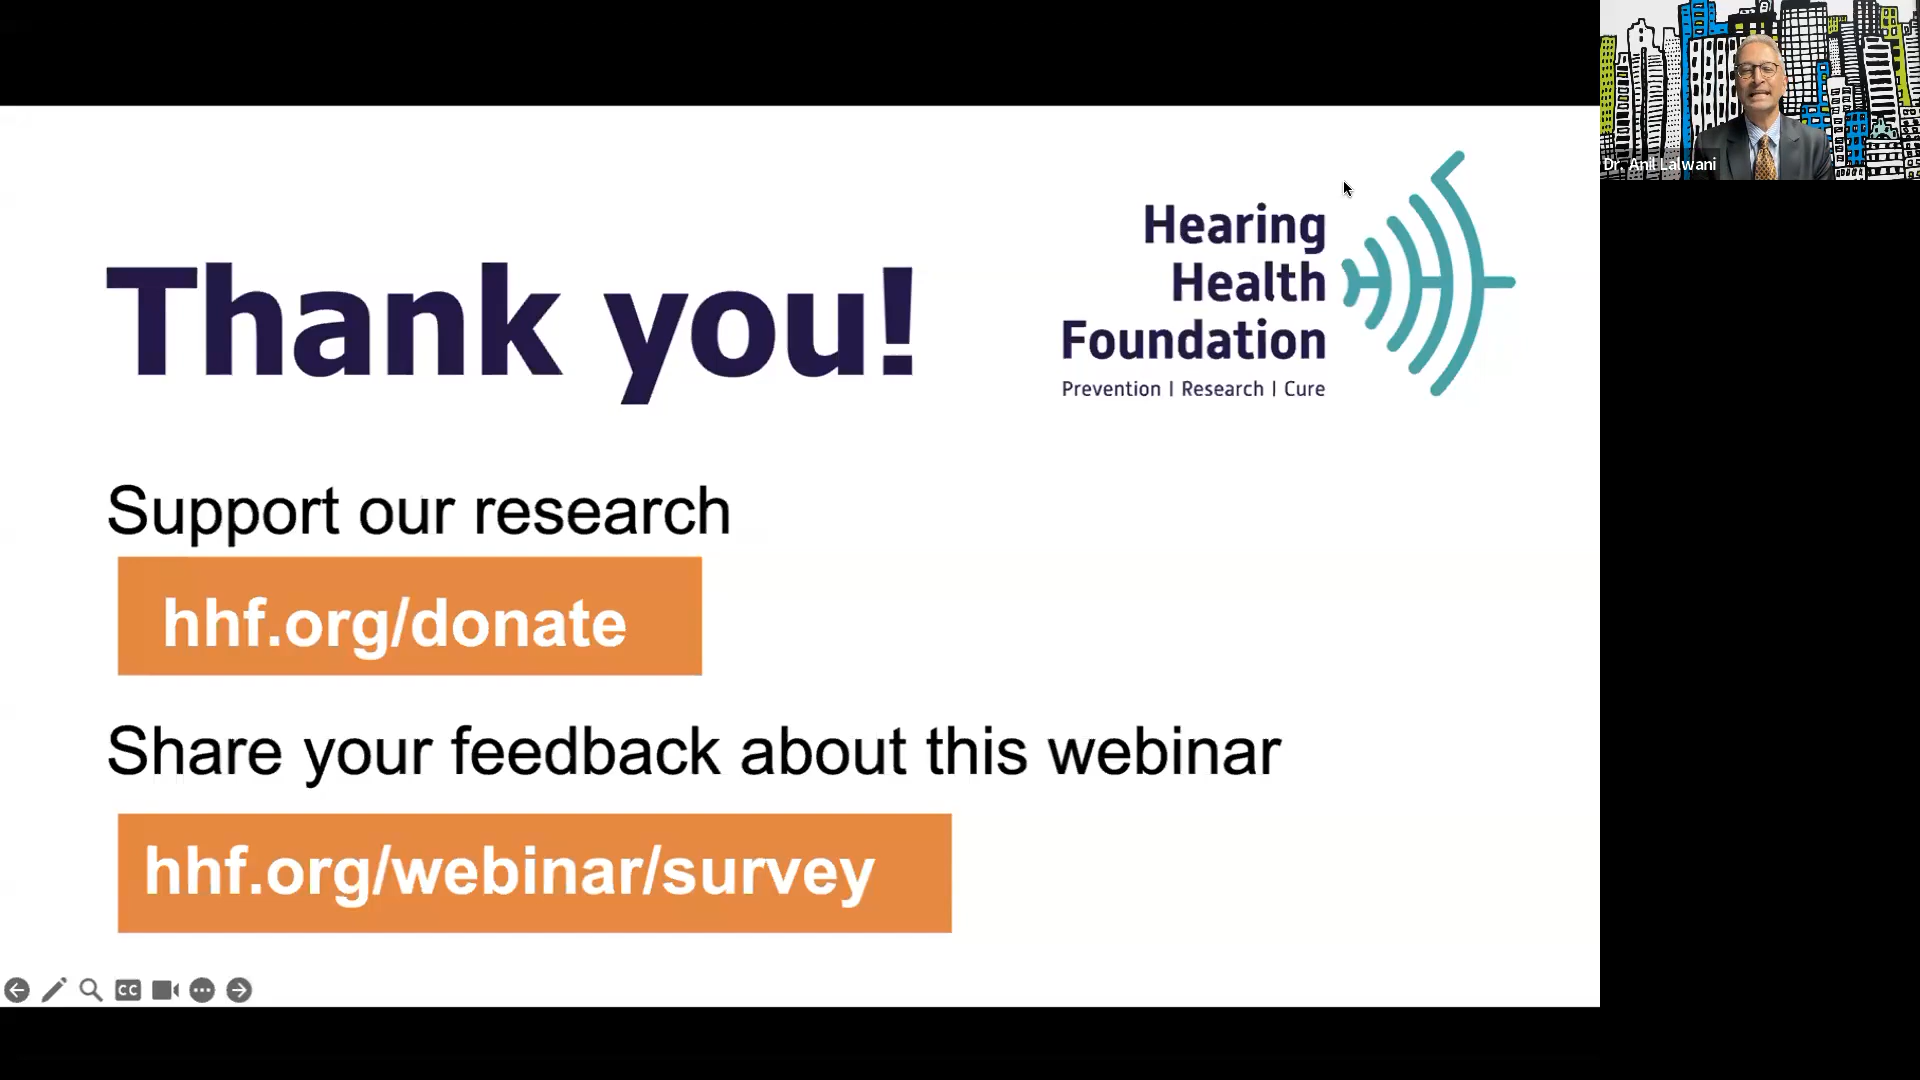 Thank you!
Hearing
Health
Foundation
Prevention | Research | Cure
Support our research
hhf.org/donate
Share your feedback about this webinar
hhf.org/webinar/survey
CC
Dr. Anil Lalwani